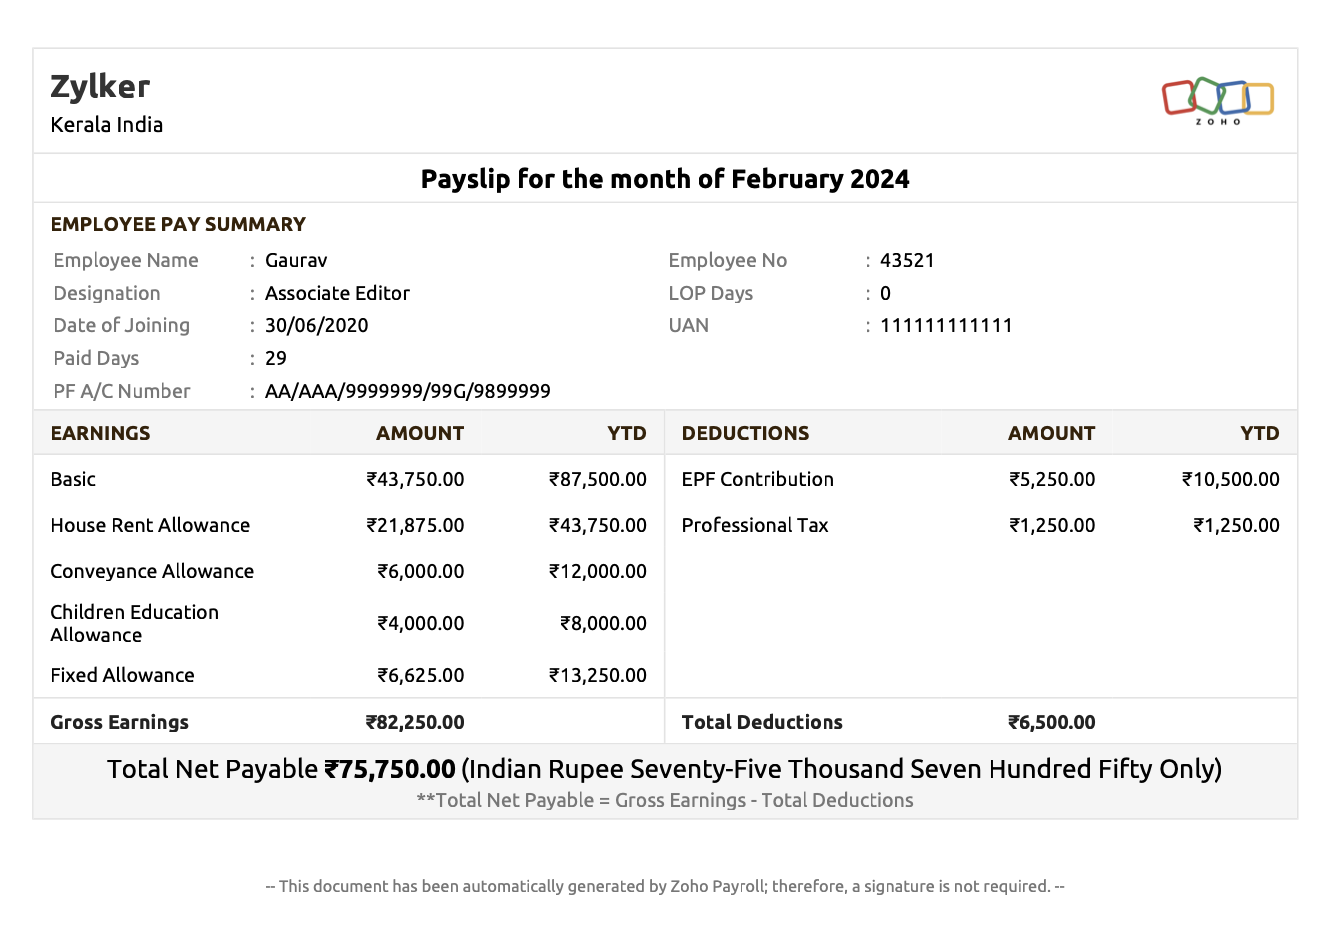 Zylker
Kerala India
ZOHO
Payslip for the month of February 2024
EMPLOYEE PAY SUMMARY
Employee Name : Gaurav Employee No : 43521
Designation : Associate Editor LOP Days : 0
Date of Joining : 30/06/2020 UAN : 111111111111
Paid Days : 29
PF A/C Number : AA/AAA/9999999/99G/9899999
EARNINGS AMOUNT YTD DEDUCTIONS AMOUNT YTD
Basic ₹43,750.00 ₹87,500.00 EPF Contribution ₹5,250.00 ₹10,500.00
House Rent Allowance ₹21,875.00 ₹43,750.00 Professional Tax ₹1,250.00 ₹1,250.00
Conveyance Allowance ₹6,000.00 ₹12,000.00
Children Education
Allowance ₹4,000.00 ₹8,000.00
Fixed Allowance ₹6,625.00 ₹13,250.00
Gross Earnings ₹82,250.00 Total Deductions ₹6,500.00
Total Net Payable ₹75,750.00 (Indian Rupee Seventy-Five Thousand Seven Hundred Fifty Only)
**Total Net Payable = Gross Earnings - Total Deductions
-- This document has been automatically generated by Zoho Payroll; therefore, a signature is not required. --